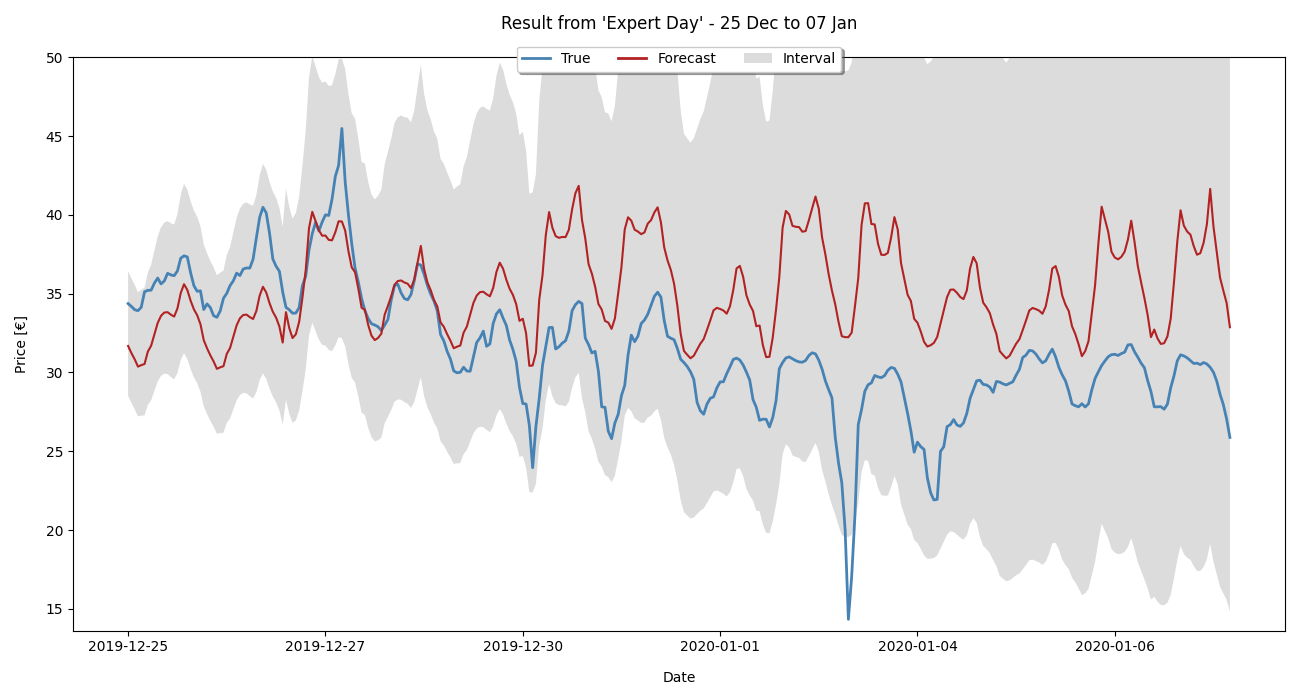 Result from 'Expert Day' - 25 Dec to 07 Jan
True Forecast Interval
50
45
40
35
30
25
20
15
Price [€]
2019-12-25 2019-12-27 2019-12-30 2020-01-01 2020-01-04 2020-01-06
Date